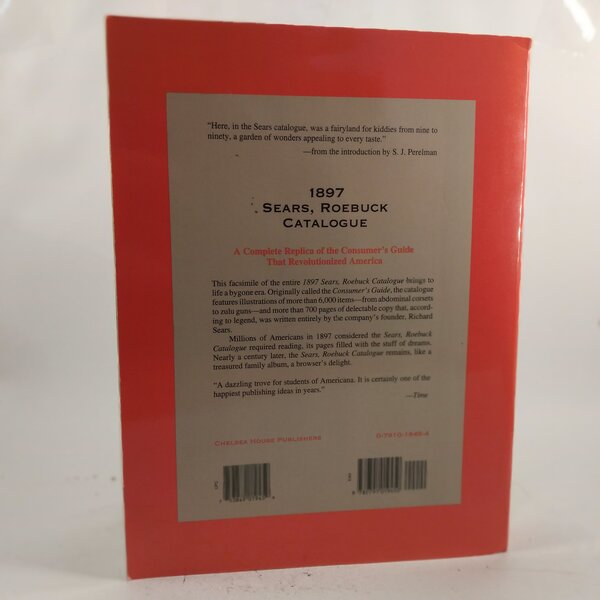 "Here, in the Sears catalogue, was a fairyland for kiddies from nine to
ninety, a garden of wonders appealing to every taste."
—from the introduction by S. J. Perelman
1897
SEARS, ROEBUCK
CATALOGUE
A Complete Replica of the Consumer's Guide
That Revolutionized America
This facsimile of the entire 1897 Sears, Roebuck Catalogue brings to
life a bygone era. Originally called the Consumer's Guide, the catalogue
features illustrations of more than 6,000 items—from abdominal corsets
to zulu guns—and more than 700 pages of delectable copy that, accord-
ing to legend, was written entirely by the company's founder, Richard
Sears.
Millions of Americans in 1897 considered the Sears, Roebuck
Catalogue required reading, its pages filled with the stuff of dreams.
Nearly a century later, the Sears, Roebuck Catalogue remains, like a
treasured family album, a browser's delight.
"A dazzling trove for students of Americana. It is certainly one of the
happiest publishing ideas in years."
—Time
CHELSEA HOUSE PUBLISHERS
UPC
EAN